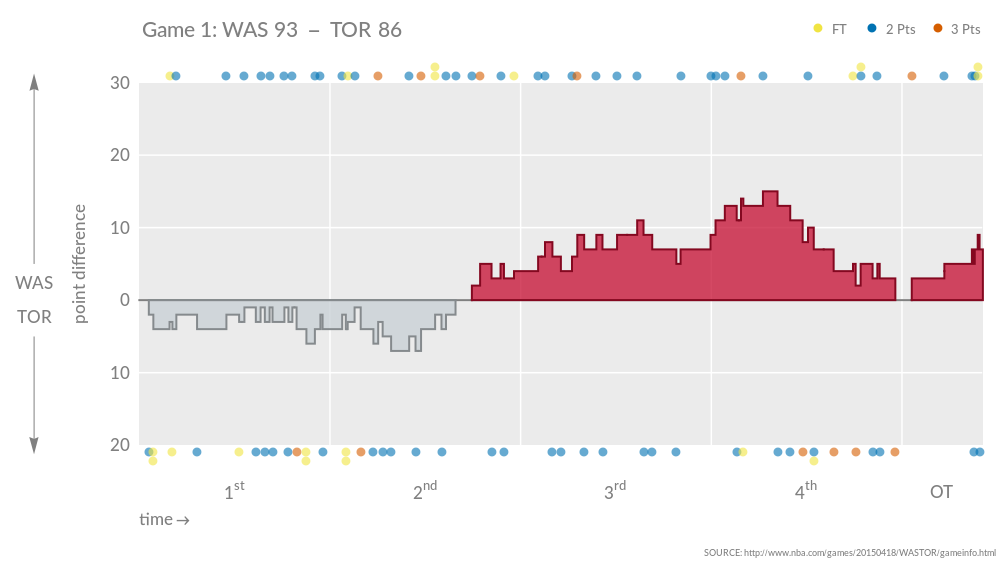 Game 1: WAS 93 – TOR 86
FT
2 Pts
3 Pts
30
20
10
0
10
20
WAS
TOR
point difference
1st
2nd
3rd
4th
OT
time→
SOURCE: http://www.nba.com/games/20150418/WASTOR/gameinfo.html